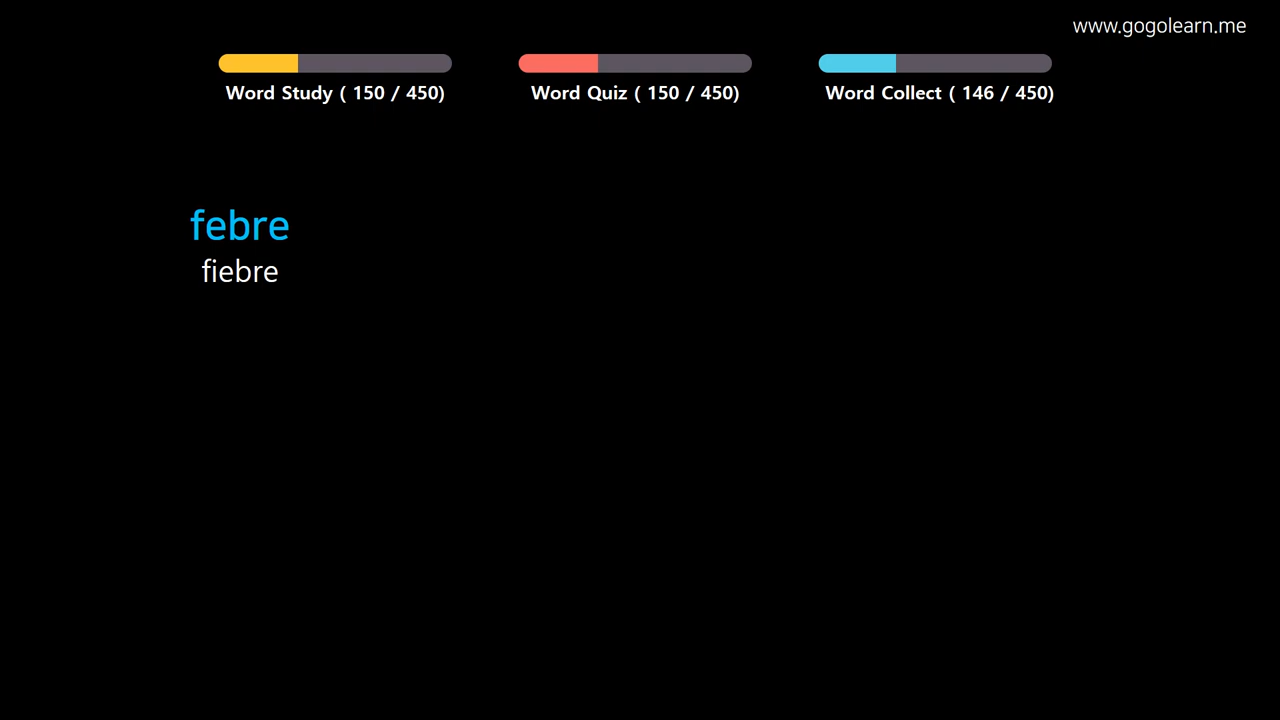 www.gogolearn.me
Word Study ( 150 / 450)
Word Quiz ( 150 / 450)
Word Collect ( 146 / 450)
febre
fiebre